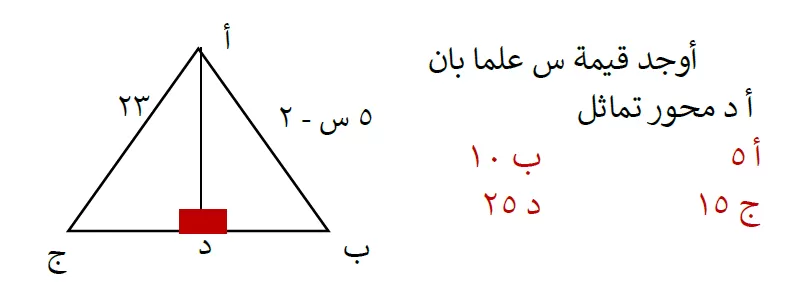 أوجد قيمة س علما بان
أ د محور تماثل
أ ٥
ب ١٠
ج ١٥
د ٢٥
أ
٢٣
٥ س - ٢
ج
د
ب